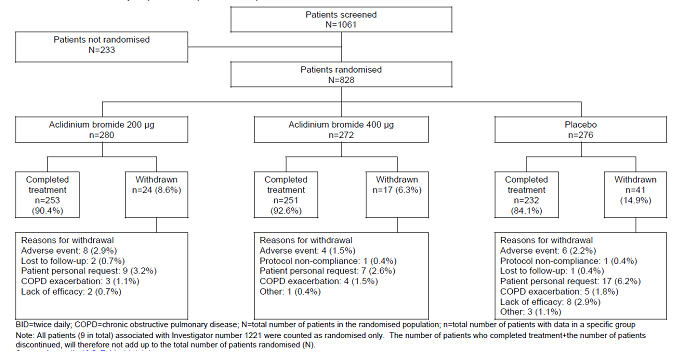 Patients screened
N=1061
Patients not randomised
N=233
Patients randomised
N=828
Aclidinium bromide 200 µg
n=280
Aclidinium bromide 400 µg
n=272
Placebo
n=276
Completed
treatment
n=253
(90.4%)
Withdrawn
n=24 (8.6%)
Completed
treatment
n=251
(92.6%)
Withdrawn
n=17 (6.3%)
Completed
treatment
n=232
(84.1%)
Withdrawn
n=41
(14.9%)
Reasons for withdrawal
Adverse event: 8 (2.9%)
Lost to follow-up: 2 (0.7%)
Patient personal request: 9 (3.2%)
COPD exacerbation: 3 (1.1%)
Lack of efficacy: 2 (0.7%)
Reasons for withdrawal
Adverse event: 4 (1.5%)
Protocol non-compliance: 1 (0.4%)
Patient personal request: 7 (2.6%)
COPD exacerbation: 4 (1.5%)
Other: 1 (0.4%)
Reasons for withdrawal
Adverse event: 6 (2.2%)
Protocol non-compliance: 1 (0.4%)
Lost to follow-up: 1 (0.4%)
Patient personal request: 17 (6.2%)
COPD exacerbation: 5 (1.8%)
Lack of efficacy: 8 (2.9%)
Other: 3 (1.1%)
BID=twice daily; COPD=chronic obstructive pulmonary disease; N=total number of patients in the randomised population; n=total number of patients with data in a specific group
Note: All patients (9 in total) associated with Investigator number 1221 were counted as randomised only. The number of patients who completed treatment+the number of patients
discontinued, will therefore not add up to the total number of patients randomised (N).